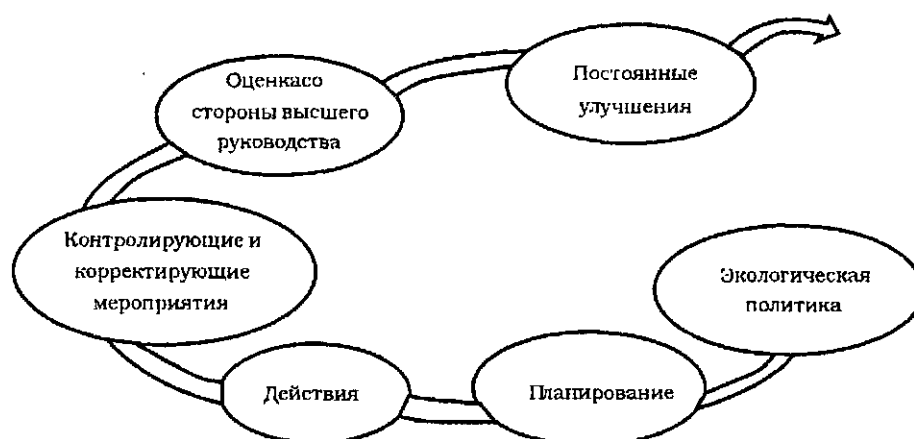 Оценкасо
стороны высшего
руководства
Постоянные
улучшения
Контролирующие и
корректирующие
мероприятия
Экологическая
политика
Действия
Планирование